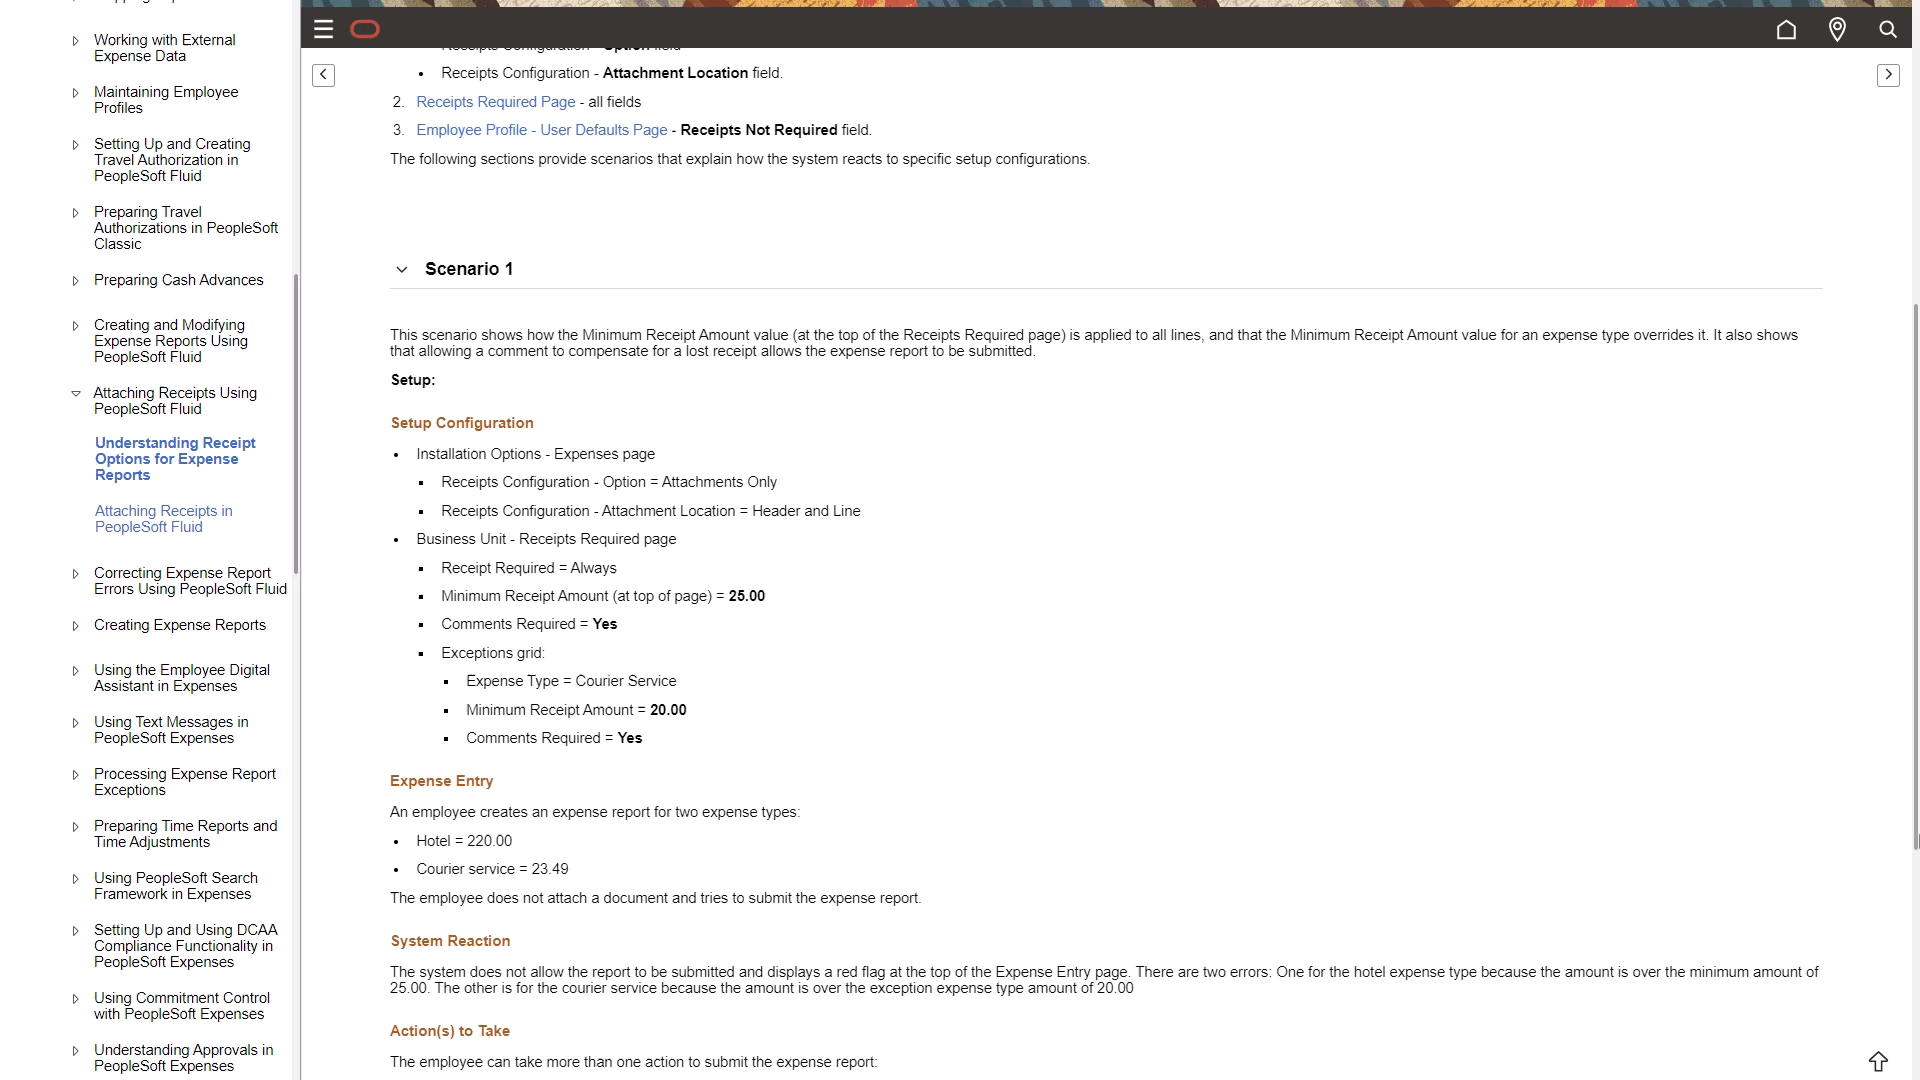 Working with External
Expense Data
Maintaining Employee
Profiles
Setting Up and Creating
Travel Authorization in
PeopleSoft Fluid
Preparing Travel
Authorizations in PeopleSoft
Classic
Preparing Cash Advances
Creating and Modifying
Expense Reports Using
PeopleSoft Fluid
Attaching Receipts Using
PeopleSoft Fluid
Understanding Receipt
Options for Expense
Reports
Attaching Receipts in
PeopleSoft Fluid
Correcting Expense Report
Errors Using PeopleSoft Fluid
Creating Expense Reports
Using the Employee Digital
Assistant in Expenses
Using Text Messages in
PeopleSoft Expenses
Processing Expense Report
Exceptions
Preparing Time Reports and
Time Adjustments
Using PeopleSoft Search
Framework in Expenses
Setting Up and Using DCAA
Compliance Functionality in
PeopleSoft Expenses
Using Commitment Control
with PeopleSoft Expenses
Understanding Approvals in
PeopleSoft Expenses
Receipts Configuration - Option field
• Receipts Configuration - Attachment Location field.
2. Receipts Required Page - all fields
3. Employee Profile - User Defaults Page - Receipts Not Required field.
The following sections provide scenarios that explain how the system reacts to specific setup configurations.
Scenario 1
This scenario shows how the Minimum Receipt Amount value (at the top of the Receipts Required page) is applied to all lines, and that the Minimum Receipt Amount value for an expense type overrides it. It also shows
that allowing a comment to compensate for a lost receipt allows the expense report to be submitted.
Setup:
Setup Configuration
• Installation Options - Expenses page
▪ Receipts Configuration - Option = Attachments Only
▪ Receipts Configuration - Attachment Location = Header and Line
• Business Unit - Receipts Required page
▪ Receipt Required = Always
▪ Minimum Receipt Amount (at top of page) = 25.00
▪ Comments Required = Yes
▪ Exceptions grid:
▪ Expense Type = Courier Service
▪ Minimum Receipt Amount = 20.00
▪ Comments Required = Yes
Expense Entry
An employee creates an expense report for two expense types:
• Hotel = 220.00
• Courier service = 23.49
The employee does not attach a document and tries to submit the expense report.
System Reaction
The system does not allow the report to be submitted and displays a red flag at the top of the Expense Entry page. There are two errors: One for the hotel expense type because the amount is over the minimum amount of
25.00. The other is for the courier service because the amount is over the exception expense type amount of 20.00
Action(s) to Take
The employee can take more than one action to submit the expense report: